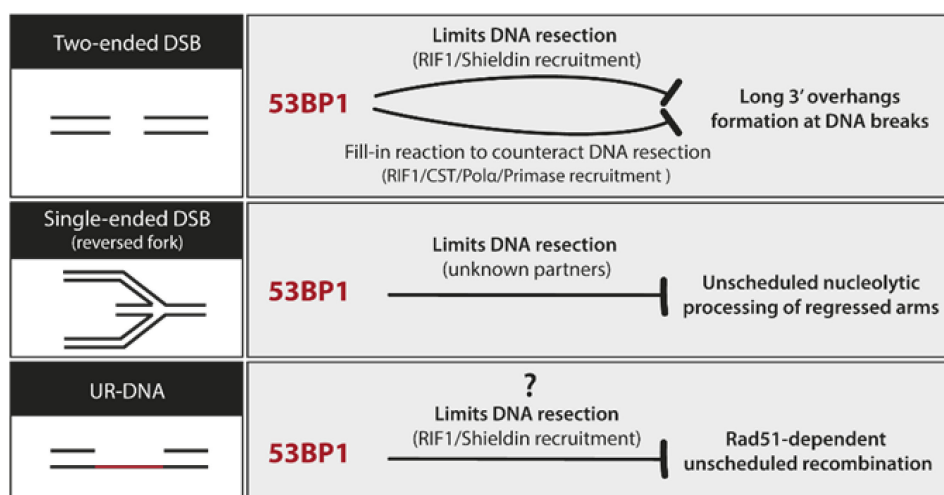 Two-ended DSB
Limits DNA resection
(RIF1/Shieldin recruitment)
53BP1
Long 3’ overhangs
formation at DNA breaks
Fill-in reaction to counteract DNA resection
(RIF1/CST/Polα/Primase recruitment )
Single-ended DSB
(reversed fork)
Limits DNA resection
(unknown partners)
53BP1
Unscheduled nucleolytic
processing of regressed arms
UR-DNA
?
Limits DNA resection
(RIF1/Shieldin recruitment)
53BP1
Rad51-dependent
unscheduled recombination